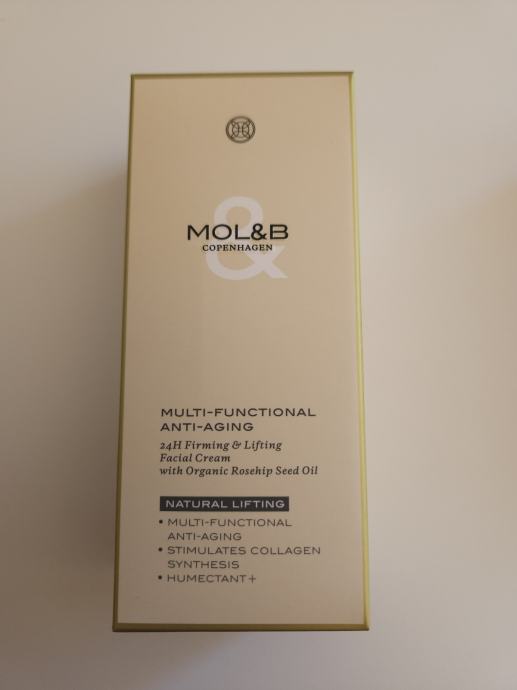 MOL&B
COPENHAGEN
&
MULTI-FUNCTIONAL
ANTI-AGING
24H Firming & Lifting
Facial Cream
with Organic Rosehip Seed Oil
NATURAL LIFTING
• MULTI-FUNCTIONAL
ANTI-AGING
• STIMULATES COLLAGEN
SYNTHESIS
• HUMECTANT+